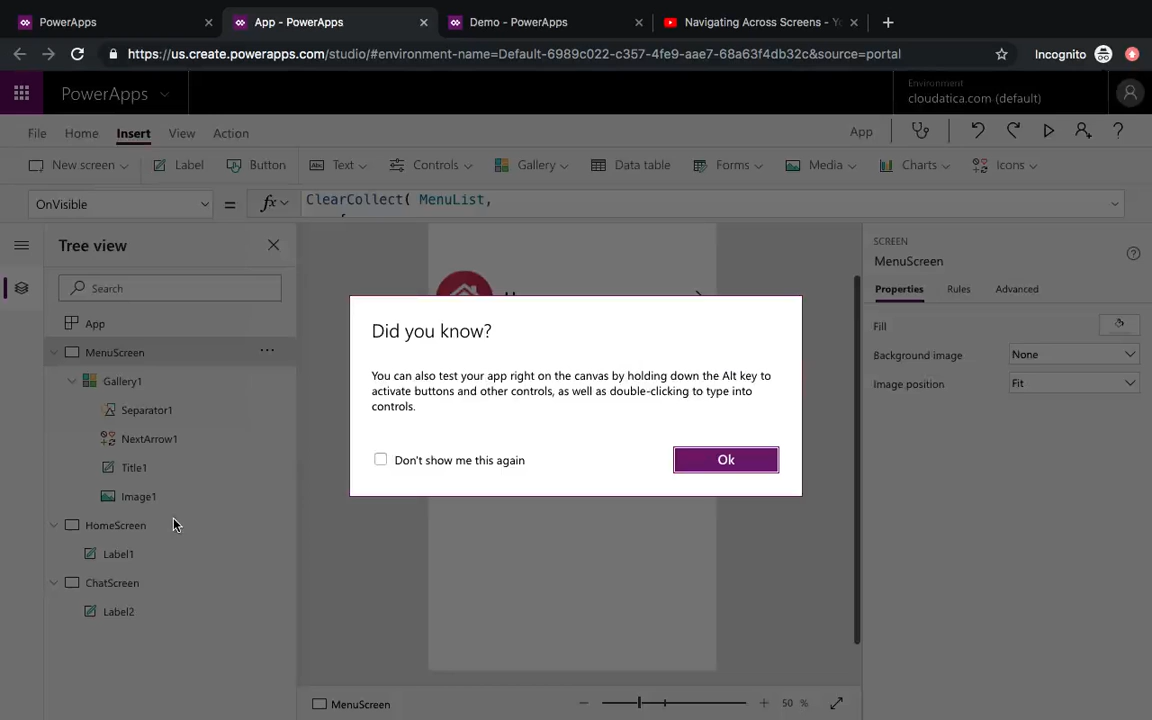 PowerApps
App - PowerApps
Demo - PowerApps
Navigating Across Screens - Yo
https://us.create.powerapps.com/studio/#environment-name=Default-6989c022-c357-4fe9-aae7-68a63f4db32c&source=portal
Incognito
PowerApps
Environment
cloudatica.com (default)
File
Home
Insert
View
Action
App
New screen
Label
Button
Text
Controls
Gallery
Data table
Forms
Media
Charts
Icons
OnVisible
=
fx
ClearCollect( MenuList,
[
Tree view
Search
App
MenuScreen
Gallery1
Separator1
NextArrow1
Title1
Image1
HomeScreen
Label1
ChatScreen
Label2
Did you know?
You can also test your app right on the canvas by holding down the Alt key to
activate buttons and other controls, as well as double-clicking to type into
controls.
Don't show me this again
Ok
SCREEN
MenuScreen
Properties
Rules
Advanced
Fill
Background image
None
Image position
Fit
MenuScreen
50 %